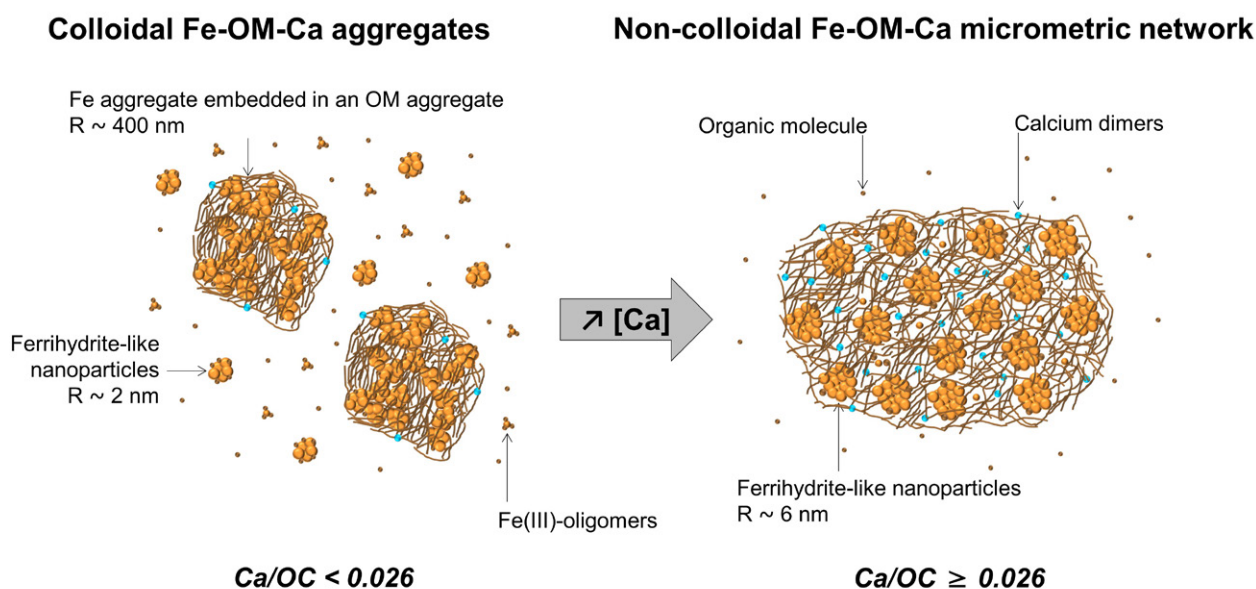 Colloidal Fe-OM-Ca aggregates
Non-colloidal Fe-OM-Ca micrometric network
Fe aggregate embedded in an OM aggregate
R ~ 400 nm
Organic molecule
Calcium dimers
↗ [Ca]
Ferrihydrite-like
nanoparticles
R ~ 2 nm
Fe(III)-oligomers
Ferrihydrite-like nanoparticles
R ~ 6 nm
Ca/OC < 0.026
Ca/OC ≥ 0.026